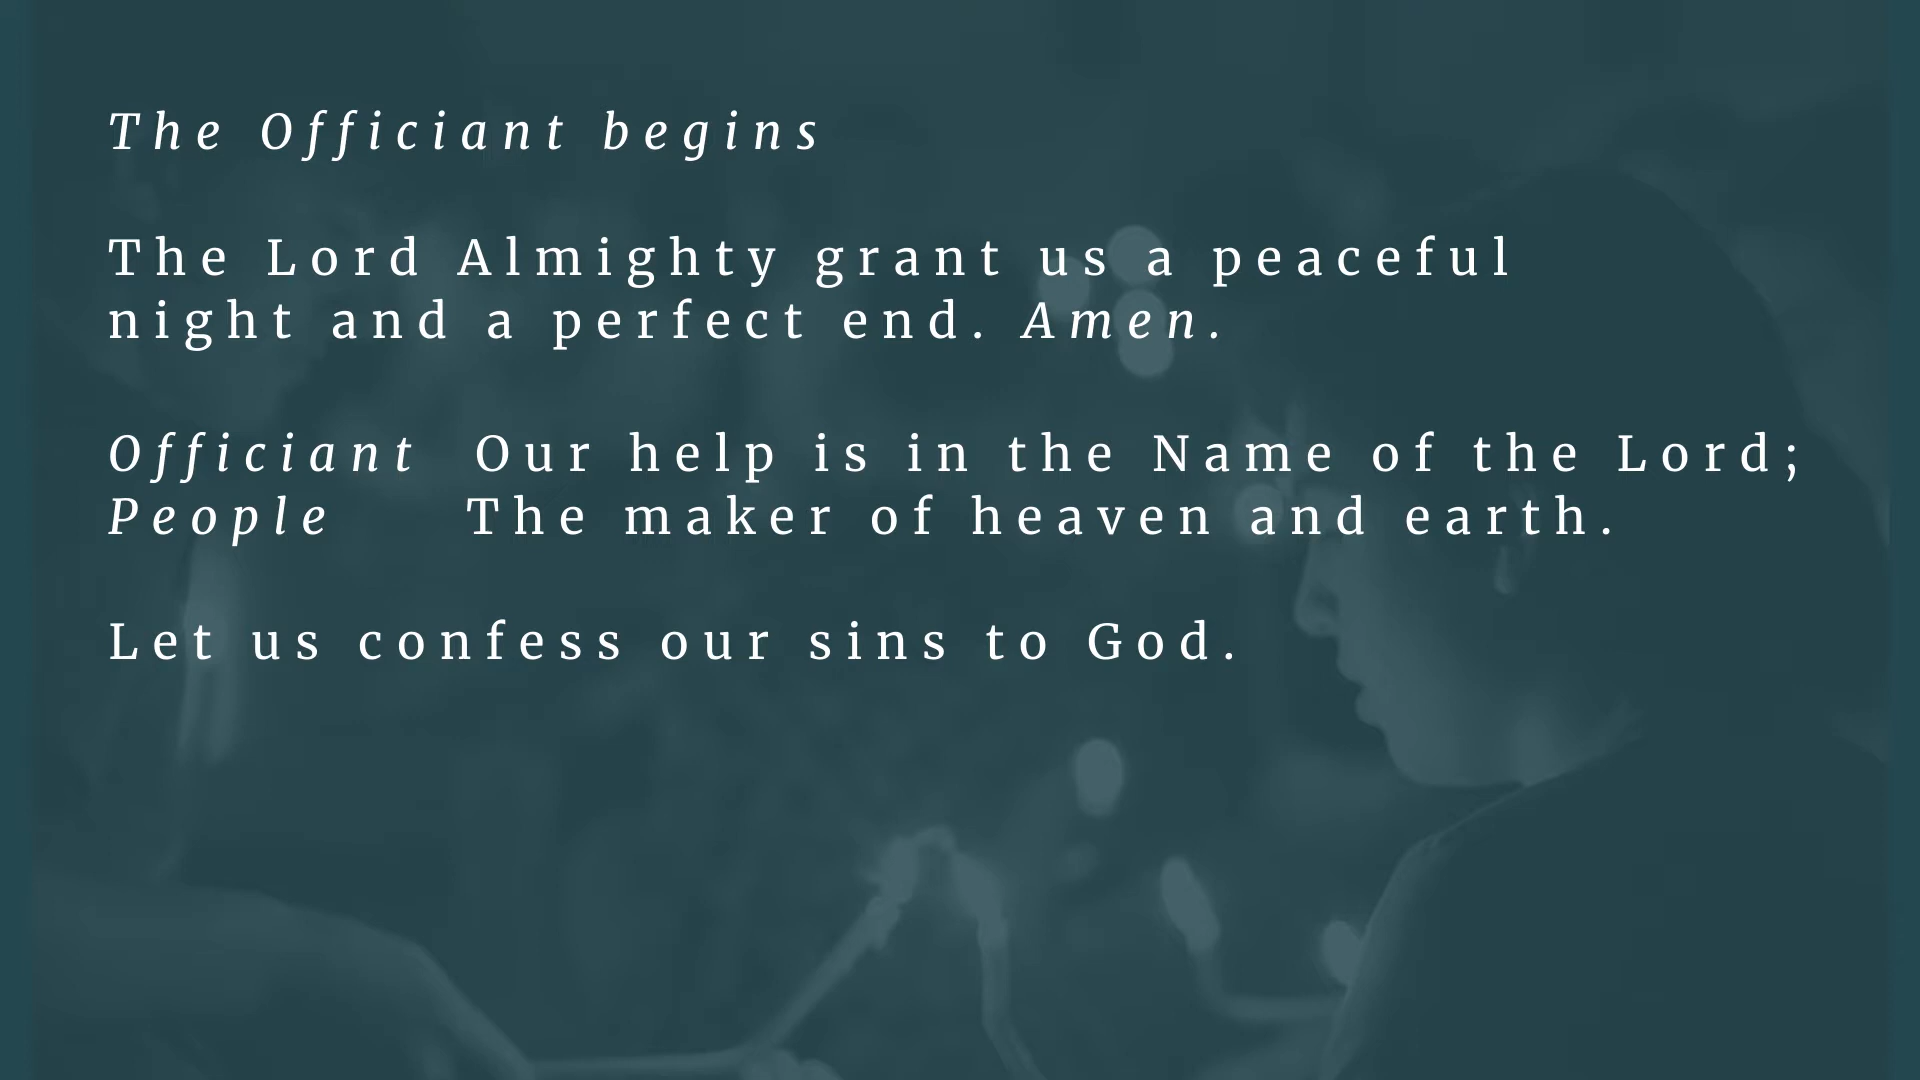 The Officiant begins
The Lord Almighty grant us a peaceful
night and a perfect end. Amen.
Officiant Our help is in the Name of the Lord;
People The maker of heaven and earth.
Let us confess our sins to God.